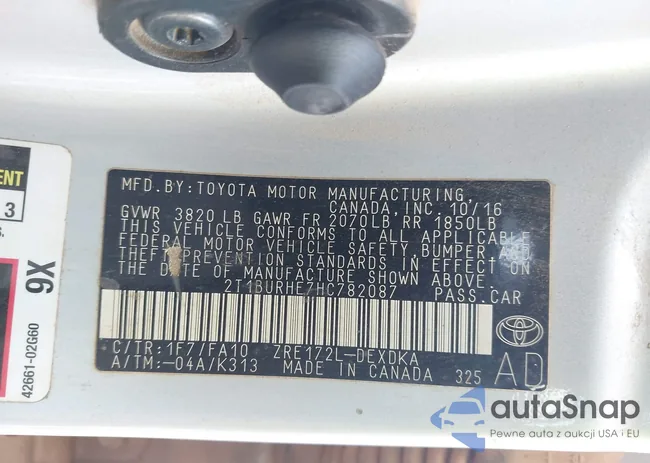 ENT
13
S.
9X
42661-02G60
MFD.BY:TOYOTA MOTOR MANUFACTURING,
CANADA, INC. 10/16
GVWR 3820 LB GAWR FR 2070LB RR 1850LB
THIS VEHICLE CONFORMS TO ALL APPLICABLE
FEDERAL MOTOR VEHICLE SAFETY, BUMPER, AND
THEFT PREVENTION STANDARDS IN EFFECT ON
THE DATE OF MANUFACTURE SHOWN ABOVE.
2T1BURHE7HC782087 PASS.CAR
C/TR:1F7/FA10 ZRE172L-DEXDKA
A/TM:-04A/K313 MADE IN CANADA 325
TOYOTA
AD
autaSnap
Pewne auta z aukcji USA i EU